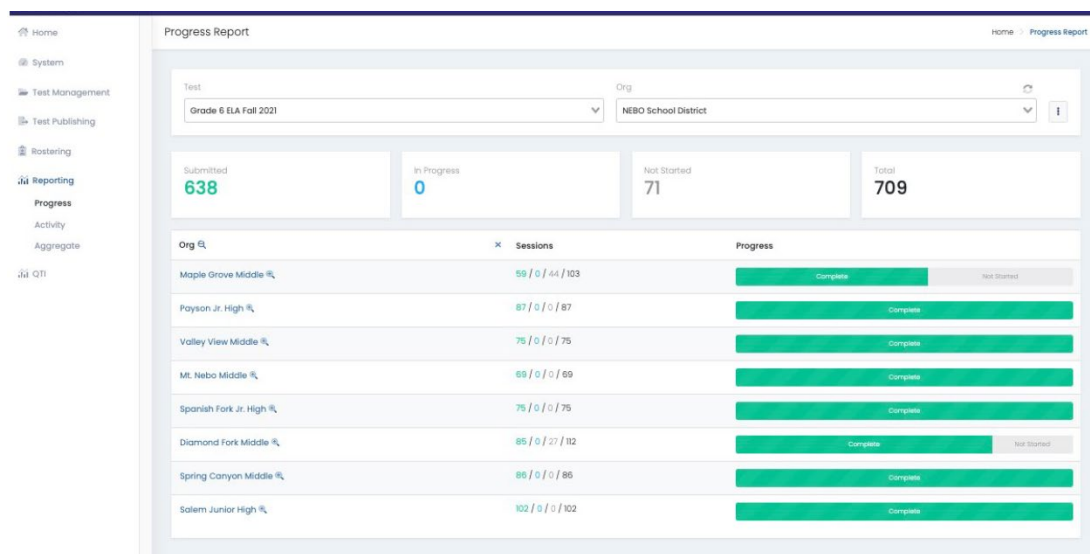 Home
System
Test Management
Test Publishing
Rostering
Reporting
Progress
Activity
Aggregate
QTI
Progress Report
Home > Progress Report
Test
Grade 6 ELA Fall 2021
Org
NEBO School District
Submitted
638
In Progress
0
Not Started
71
Total
709
Org × Sessions Progress
Maple Grove Middle 59 / 0 / 44 / 103 Complete Not Started
Payson Jr. High 87 / 0 / 0 / 87 Complete
Valley View Middle 75 / 0 / 0 / 75 Complete
Mt. Nebo Middle 69 / 0 / 0 / 69 Complete
Spanish Fork Jr. High 75 / 0 / 0 / 75 Complete
Diamond Fork Middle 85 / 0 / 27 / 112 Complete Not Started
Spring Canyon Middle 86 / 0 / 0 / 86 Complete
Salem Junior High 102 / 0 / 0 / 102 Complete